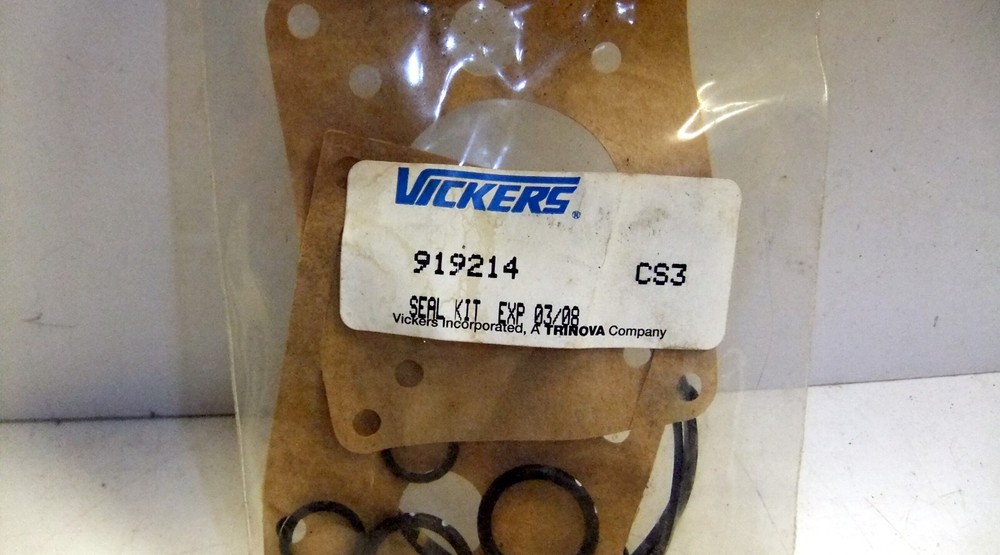 VICKERS®
919214 CS3
SEAL KIT EXP 03/08
Vickers Incorporated, A TRINOVA Company